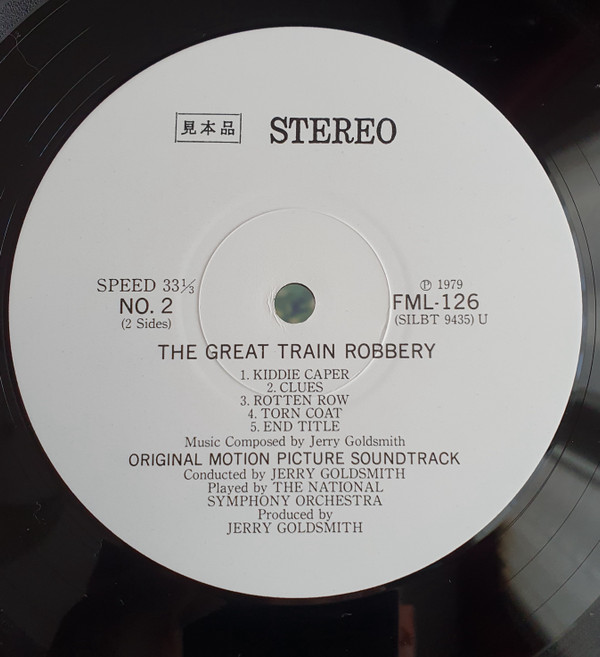 見本品 STEREO
SPEED 33⅓
NO. 2
(2 Sides)
Ⓟ 1979
FML-126
(SILBT 9435) U
THE GREAT TRAIN ROBBERY
1. KIDDIE CAPER
2. CLUES
3. ROTTEN ROW
4. TORN COAT
5. END TITLE
Music Composed by Jerry Goldsmith
ORIGINAL MOTION PICTURE SOUNDTRACK
Conducted by JERRY GOLDSMITH
Played by THE NATIONAL
SYMPHONY ORCHESTRA
Produced by
JERRY GOLDSMITH